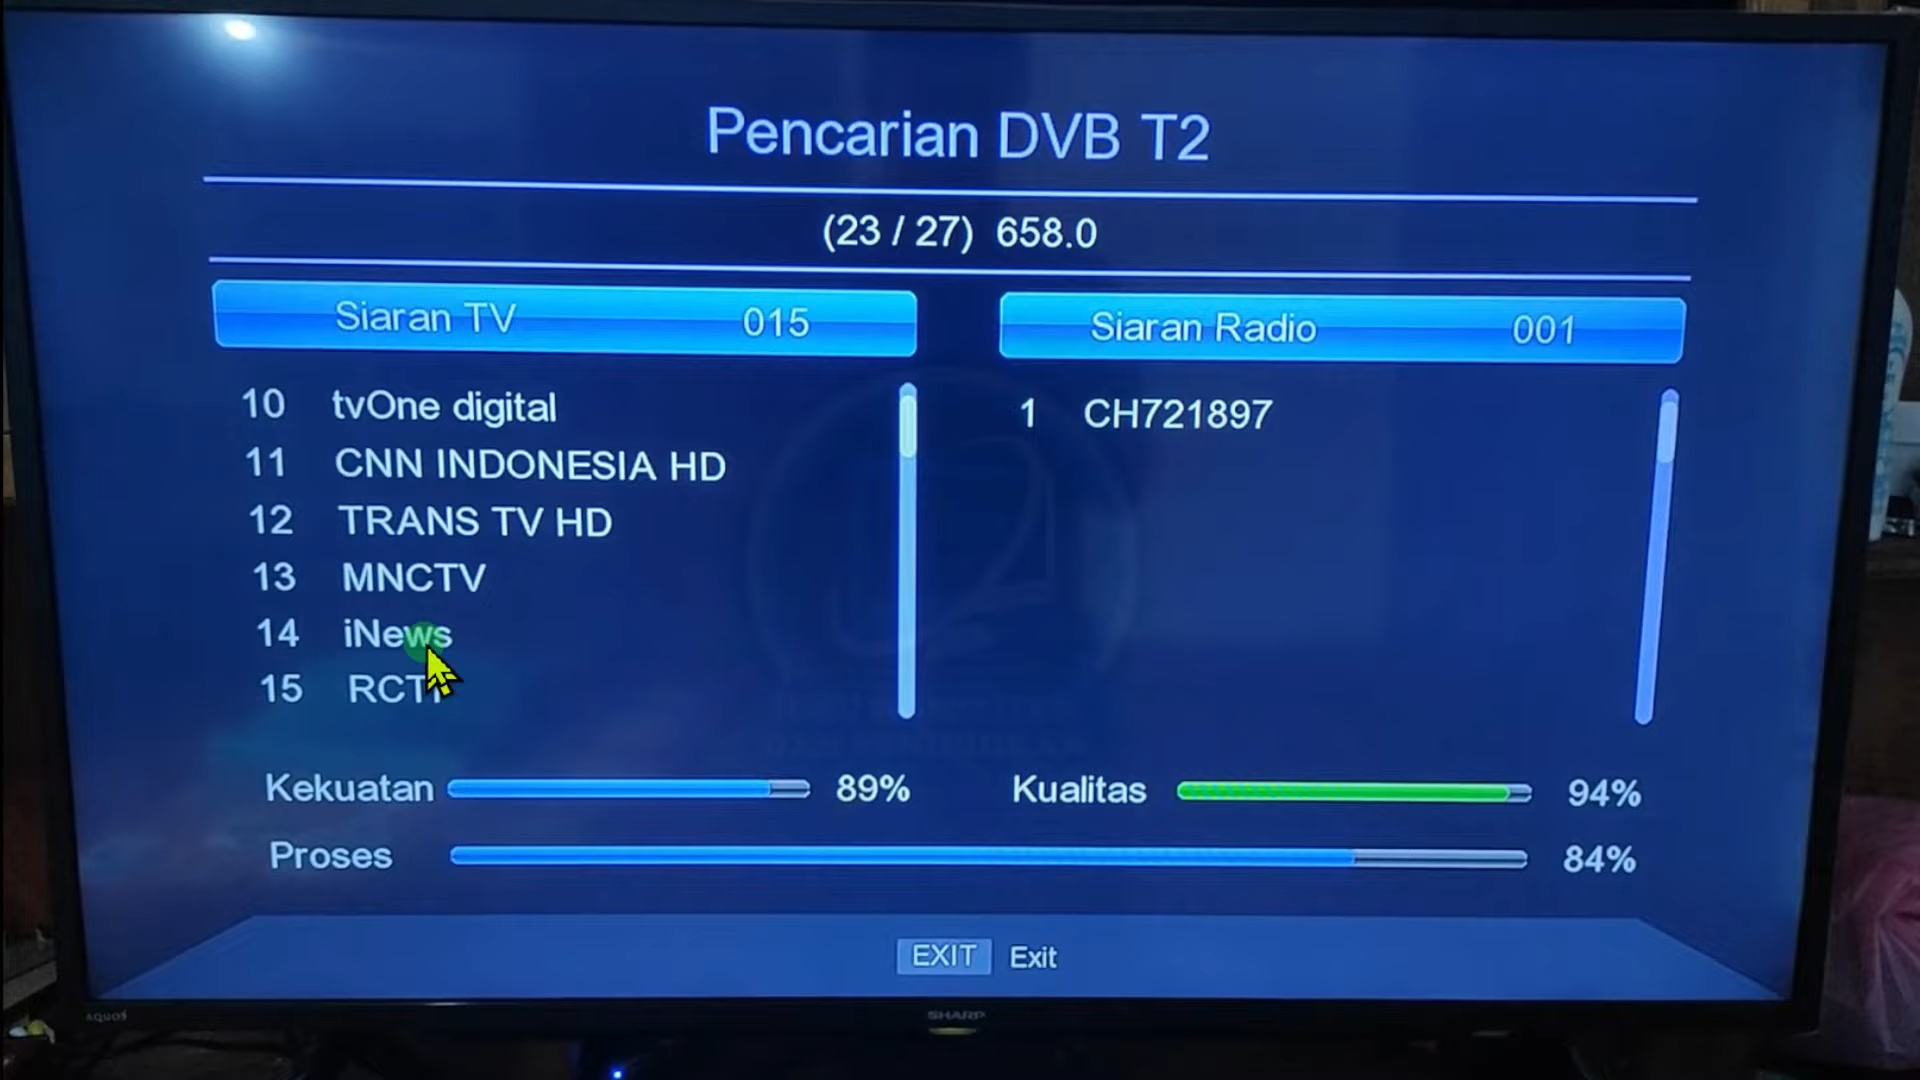 Pencarian DVB T2
(23 / 27) 658.0
Siaran TV 015
Siaran Radio 001
10 tvOne digital
11 CNN INDONESIA HD
12 TRANS TV HD
13 MNCTV
14 iNews
15 RCTI
1 CH721897
Kekuatan 89%
Kualitas 94%
Proses 84%
EXIT Exit
AQUOS
SHARP